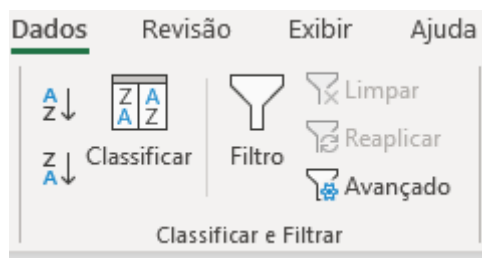 Dados Revisão Exibir Ajuda
A
Z
Z
A
Z A
A Z
Classificar
Filtro
Limpar
Reaplicar
Avançado
Classificar e Filtrar